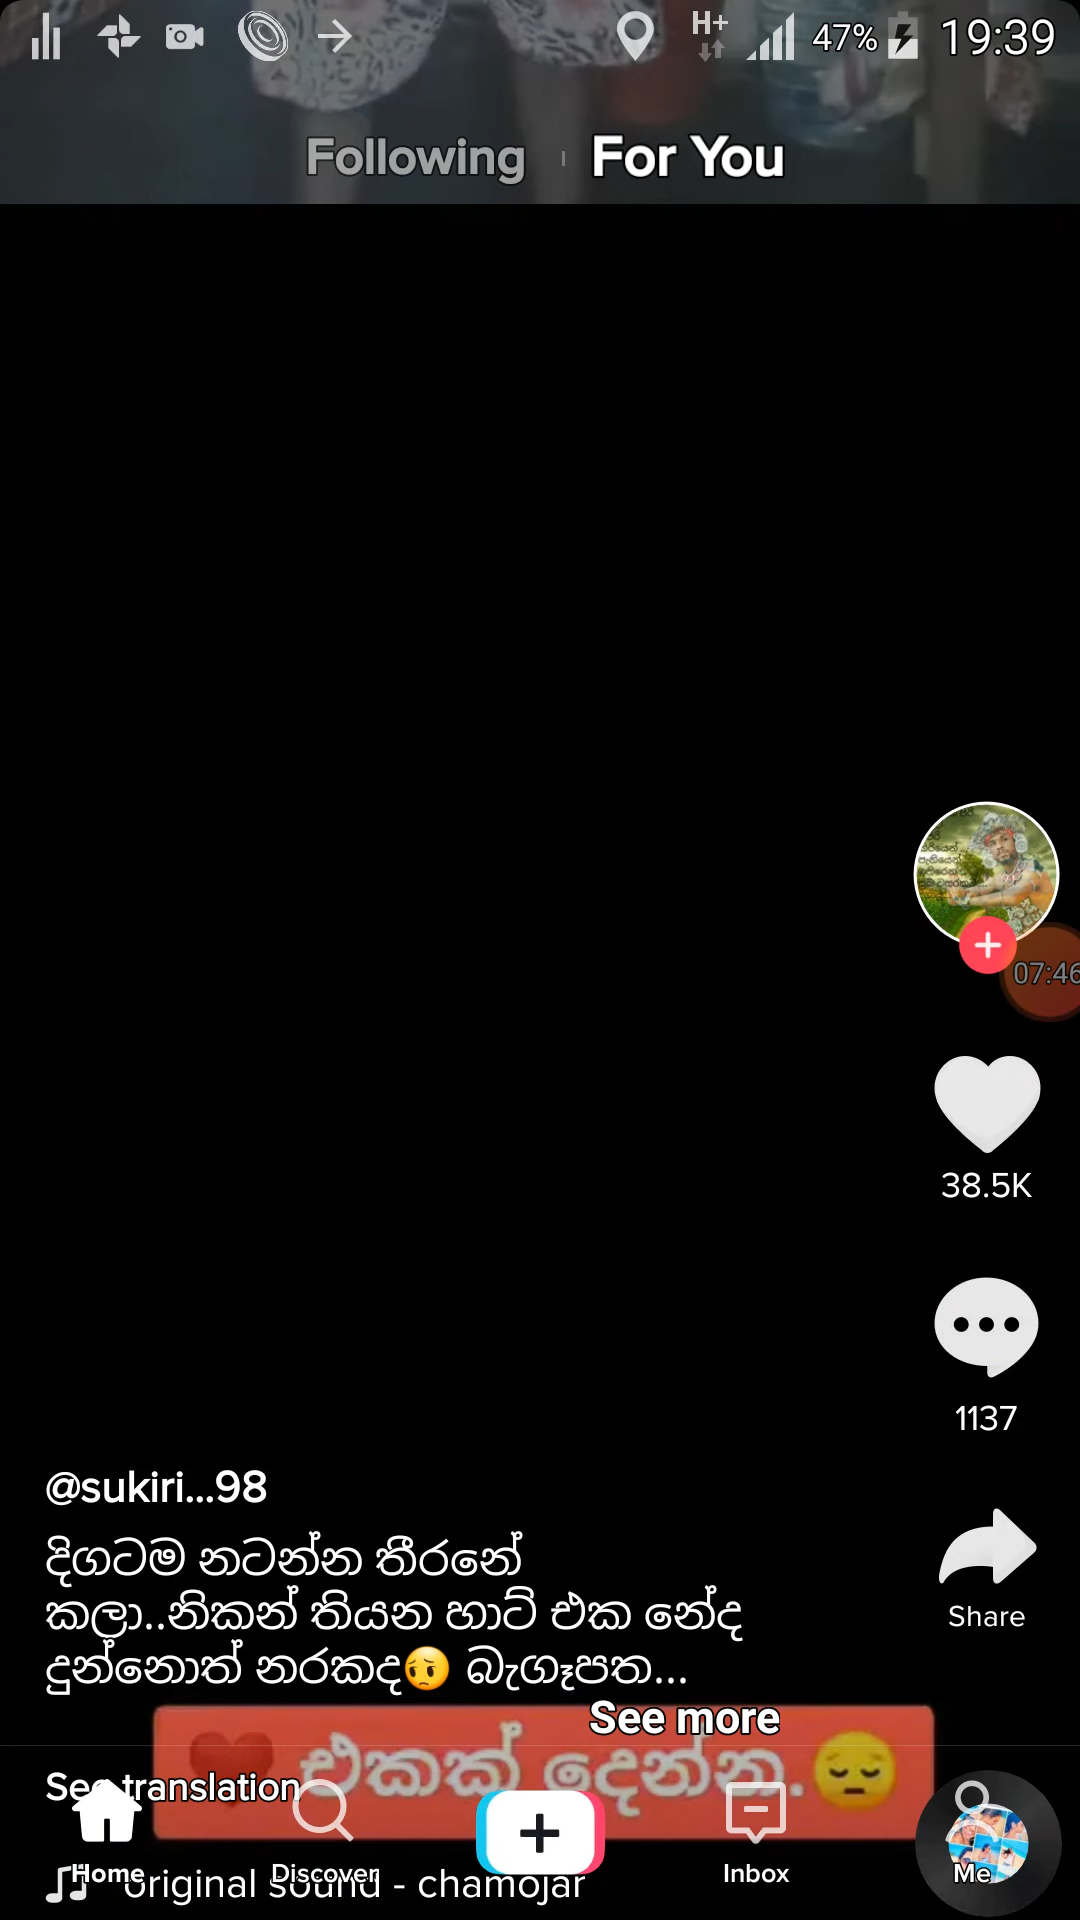 H+
47%
19:39
Following
For You
07:46
38.5K
1137
@sukiri...98
දිගටම නටන්න තීරනේ
කලා..නිකන් තියන හාට් එක නේද
දුන්නොත් නරකද😔 බැගෑපත...
Share
See more
❤️ එකක් දෙන්න.😔
See translation
Home
Discover
Inbox
Me
original sound - chamojar